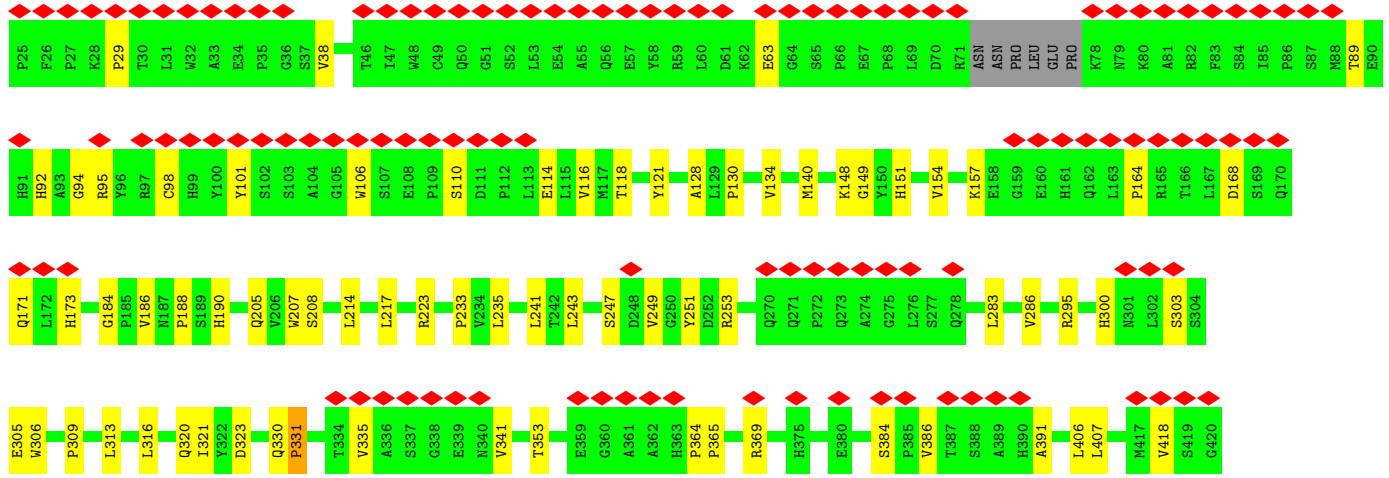 P25 F26 P27 K28 P29 T30 L31 W32 A33 E34 P35 G36 S37 V38 T46 I47 W48 C49 Q50 G51 S52 L53 E54 A55 Q56 E57 Y58 R59 L60 D61 K62 E63 G64 S65 P66 E67 P68 L69 D70 R71 ASN ASN PRO LEU GLU PRO K78 N79 K80 A81 R82 F83 S84 I85 P86 S87 M88 T89 E90
H91 H92 A93 G94 R95 Y96 R97 C98 H99 Y100 Y101 S102 S103 A104 G105 W106 S107 E108 P109 S110 D111 P112 L113 E114 L115 V116 M117 T118 Y121 A128 L129 P130 V134 M140 K148 G149 Y150 H151 V154 K157 E158 G159 E160 H161 Q162 L163 P164 R165 T166 L167 D168 S169 Q170
Q171 L172 H173 G184 P185 V186 N187 P188 S189 H190 Q205 V206 W207 S208 L214 L217 R223 P233 V234 L235 L241 T242 L243 S247 D248 V249 G250 Y251 D252 R253 Q270 Q271 P272 Q273 A274 G275 L276 S277 Q278 L283 V286 R295 H300 N301 L302 S303 S304
E305 W306 P309 L313 L316 Q320 I321 Y322 D323 Q330 P331 T334 V335 A336 S337 G338 E339 N340 V341 T353 E359 G360 A361 A362 H363 P364 P365 R369 H375 E380 S384 P385 V386 T387 S388 A389 H390 A391 L406 L407 M417 V418 S419 G420